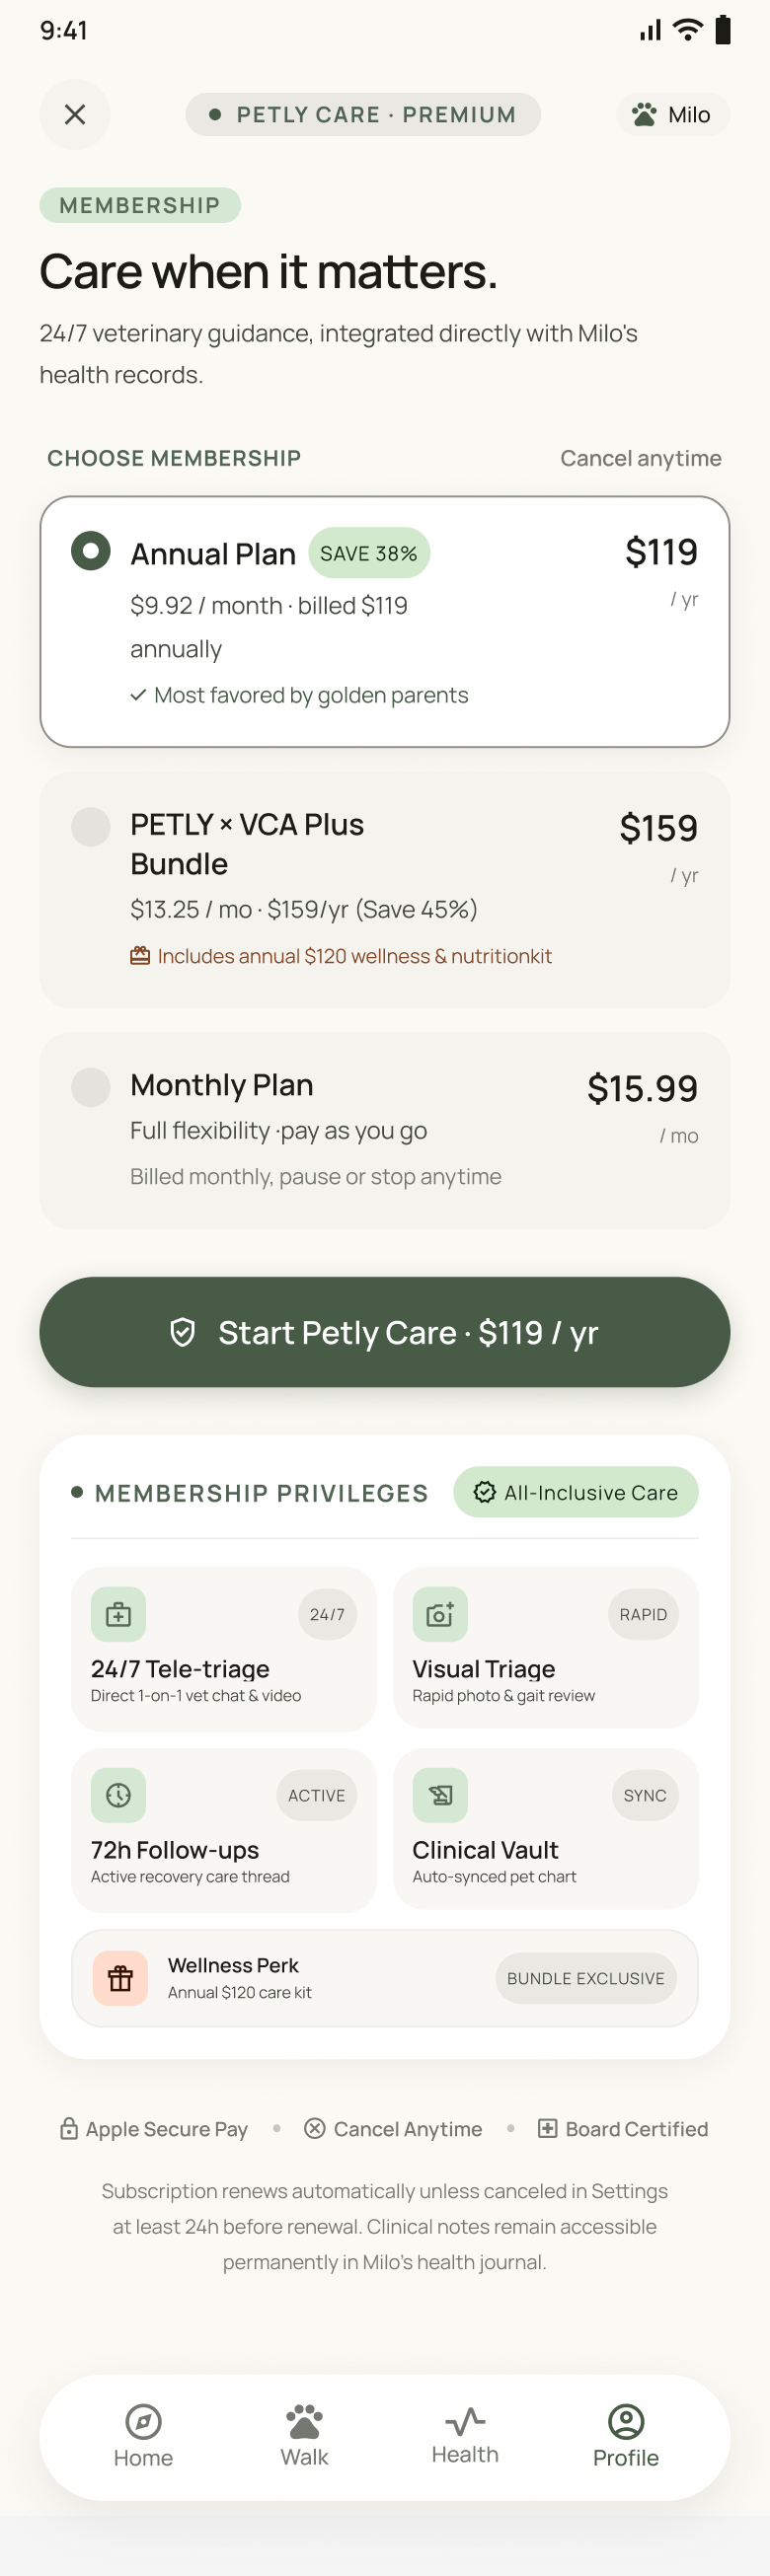 9:41
PETLY CARE · PREMIUM
Milo
MEMBERSHIP
Care when it matters.
24/7 veterinary guidance, integrated directly with Milo's
health records.
CHOOSE MEMBERSHIP
Cancel anytime
Annual Plan
SAVE 38%
$119
/ yr
$9.92 / month · billed $119
annually
Most favored by golden parents
PETLY × VCA Plus
Bundle
$159
/ yr
$13.25 / mo · $159/yr (Save 45%)
Includes annual $120 wellness & nutritionkit
Monthly Plan
$15.99
/ mo
Full flexibility ·pay as you go
Billed monthly, pause or stop anytime
Start Petly Care · $119 / yr
MEMBERSHIP PRIVILEGES
All-Inclusive Care
24/7
24/7 Tele-triage
Direct 1-on-1 vet chat & video
RAPID
Visual Triage
Rapid photo & gait review
ACTIVE
72h Follow-ups
Active recovery care thread
SYNC
Clinical Vault
Auto-synced pet chart
Wellness Perk
Annual $120 care kit
BUNDLE EXCLUSIVE
Apple Secure Pay • Cancel Anytime • Board Certified
Subscription renews automatically unless canceled in Settings
at least 24h before renewal. Clinical notes remain accessible
permanently in Milo's health journal.
Home
Walk
Health
Profile